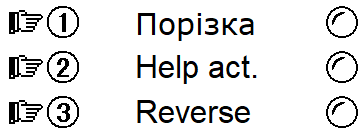 ① Порізка
② Help act.
③ Reverse